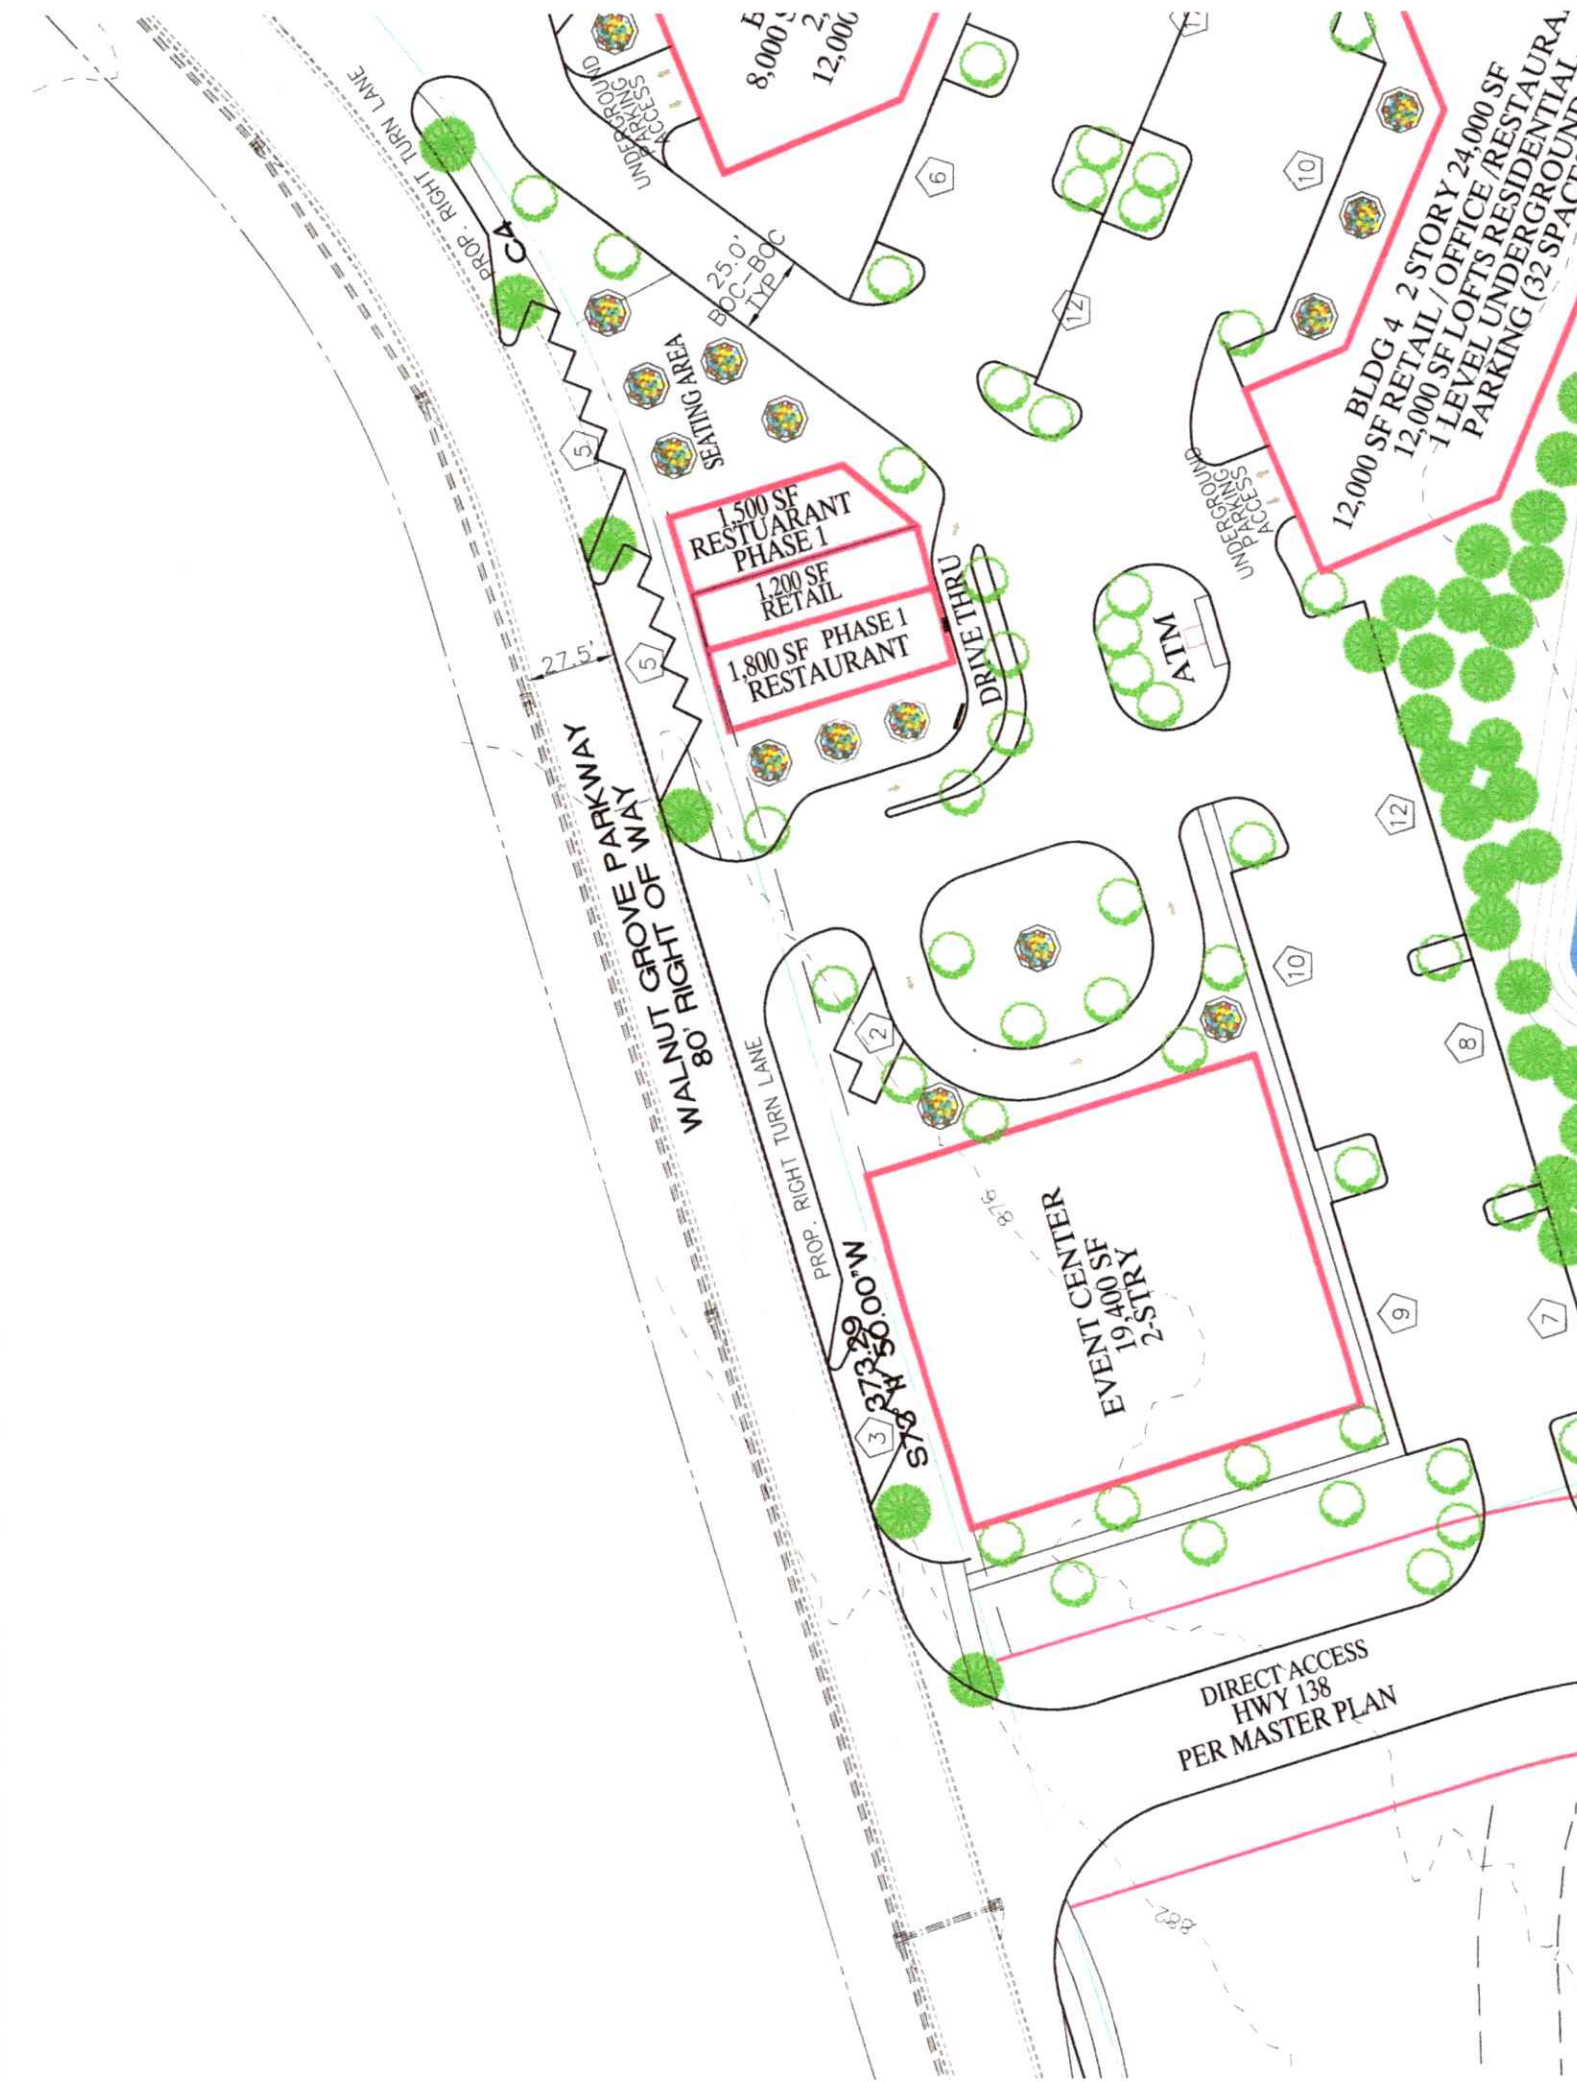 PROP. RIGHT TURN LANE
C4
UNDERGROUND
PARKING
ACCESS
8,000
12,000
11
6
10
12
25.0'
BOC-BOC
TYP
SEATING AREA
5
BLDG 4 2 STORY 24,000 SF
12,000 SF RETAIL / OFFICE /RESTAURA
12,000 SF LOFTS RESIDENTIAL
1 LEVEL UNDERGROUND
PARKING (32 SPACES
UNDERGROUND
PARKING
ACCESS
1,500 SF
RESTUARANT
PHASE 1
1,200 SF
RETAIL
1,800 SF PHASE 1
RESTAURANT
DRIVE THRU
ATM
27.5'
5
WALNUT GROVE PARKWAY
80' RIGHT OF WAY
12
10
8
2
PROP. RIGHT TURN LANE
876
EVENT CENTER
19,400 SF
2-STRY
9
7
373.29
3
DIRECT ACCESS
HWY 138
PER MASTER PLAN
882